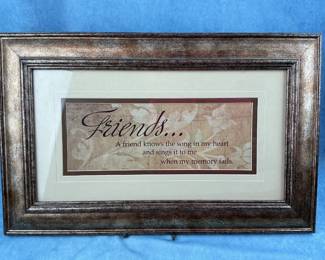 Friends...
A friend knows the song in my heart
and sings it to me
when my memory fails.